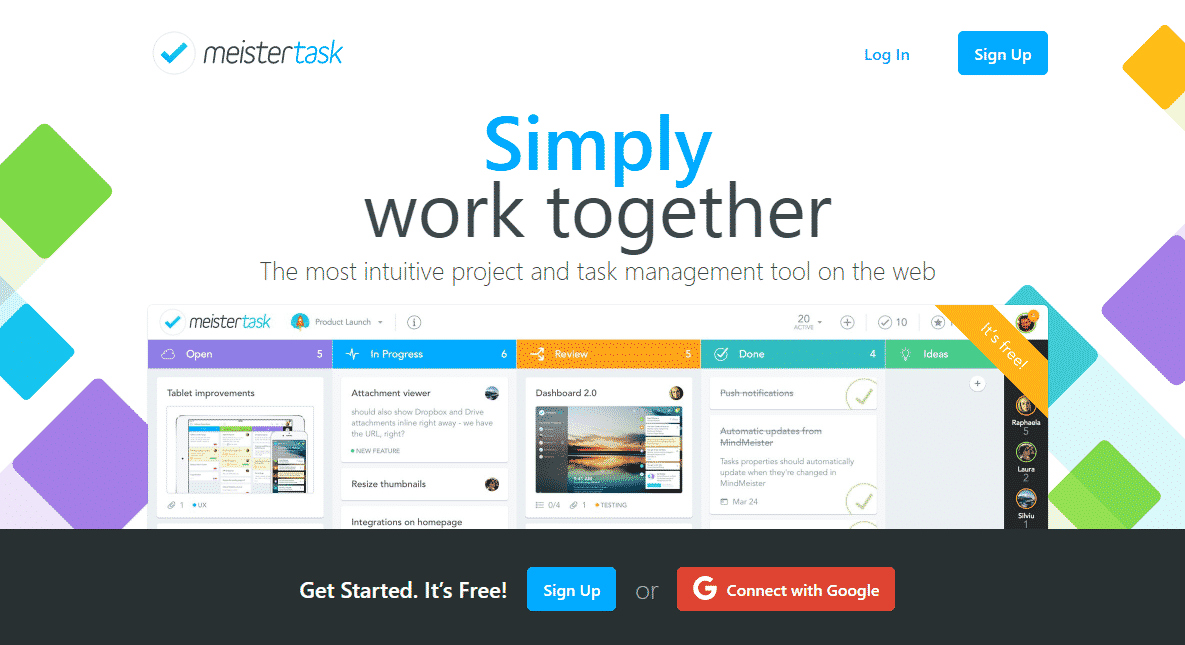 meistertask
Log In
Sign Up
Simply
work together
The most intuitive project and task management tool on the web
meistertask
Product Launch
20
ACTIVE
10
It's free!
Open 5
In Progress 6
Review 5
Done 4
Ideas
Tablet improvements
1 UX
Attachment viewer
should also show Dropbox and Drive
attachments inline right away - we have
the URL, right?
NEW FEATURE
Resize thumbnails
Integrations on homepage
Dashboard 2.0
0/4 1 TESTING
Push notifications
Automatic updates from
MindMeister
Tasks properties should automatically
update when they're changed in
MindMeister
Mar 24
Raphaela
5
Laura
2
Silviu
1
Get Started. It's Free!
Sign Up
or
Connect with Google